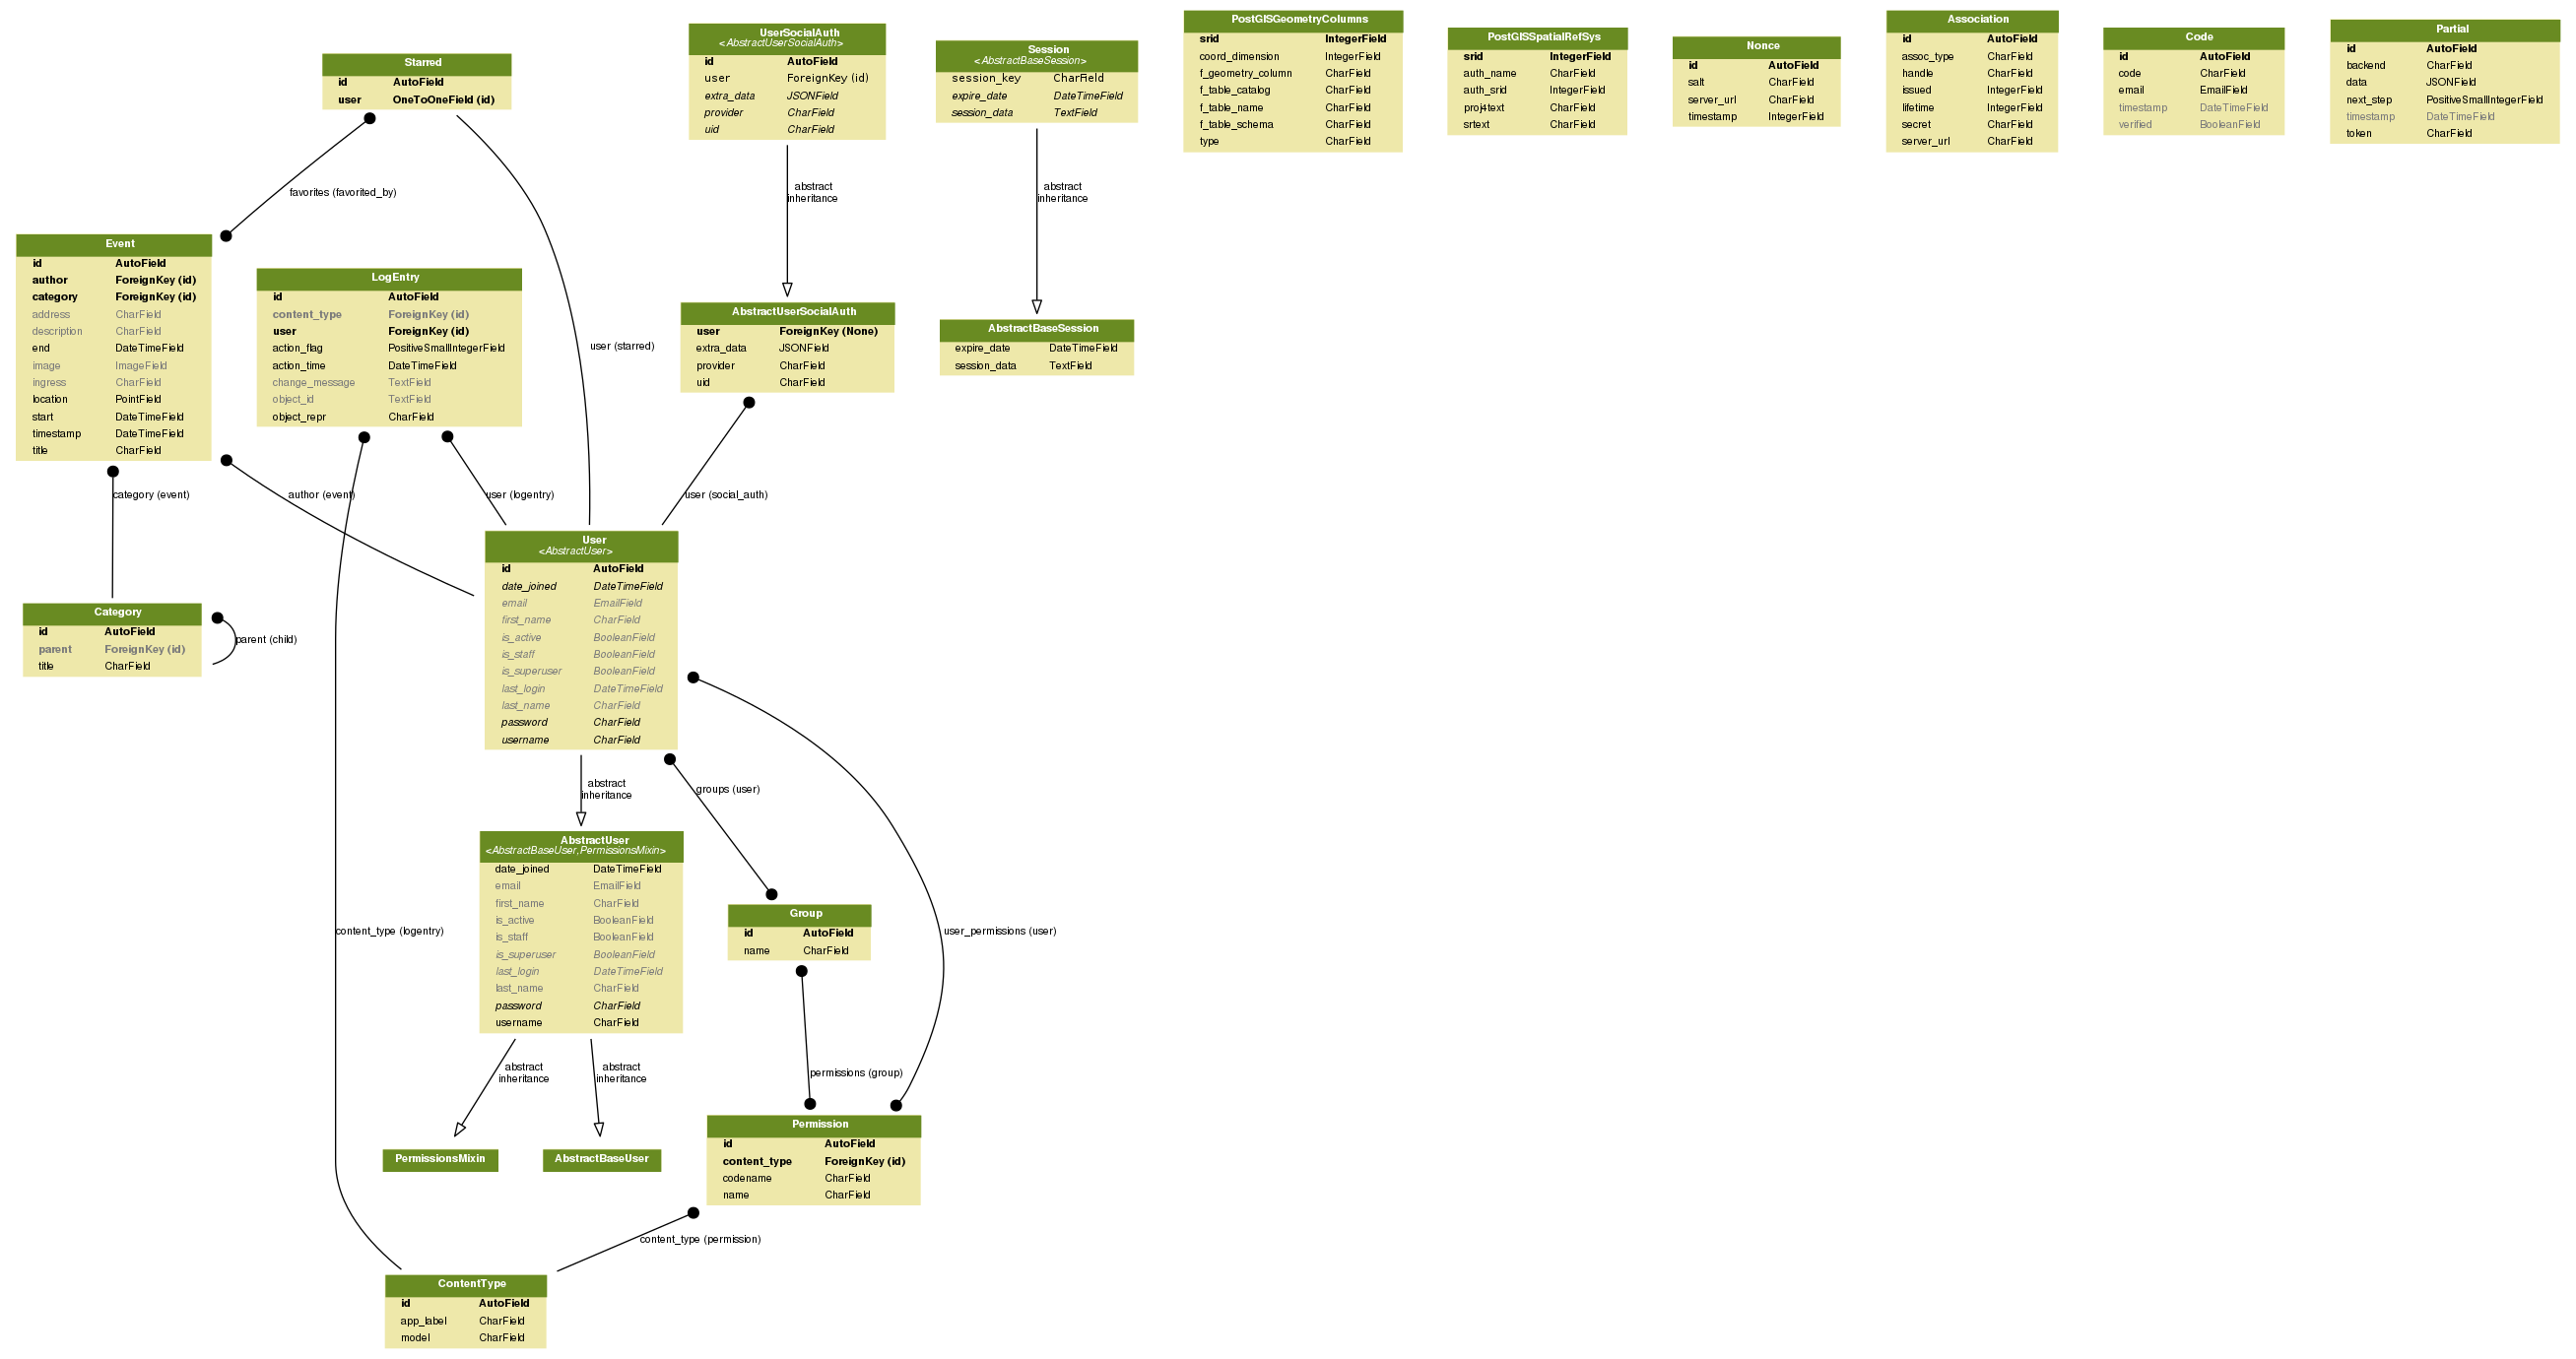 Starred
id AutoField
user OneToOneField (id)
UserSocialAuth
<AbstractUserSocialAuth>
id AutoField
user ForeignKey (id)
extra_data JSONField
provider CharField
uid CharField
Session
<AbstractBaseSession>
session_key CharField
expire_date DateTimeField
session_data TextField
PostGISGeometryColumns
srid IntegerField
coord_dimension IntegerField
f_geometry_column CharField
f_table_catalog CharField
f_table_name CharField
f_table_schema CharField
type CharField
PostGISSpatialRefSys
srid IntegerField
auth_name CharField
auth_srid IntegerField
proj4text CharField
srtext CharField
Nonce
id AutoField
salt CharField
server_url CharField
timestamp IntegerField
Association
id AutoField
assoc_type CharField
handle CharField
issued IntegerField
lifetime IntegerField
secret CharField
server_url CharField
Code
id AutoField
code CharField
email EmailField
timestamp DateTimeField
verified BooleanField
Partial
id AutoField
backend CharField
data JSONField
next_step PositiveSmallIntegerField
timestamp DateTimeField
token CharField
favorites (favorited_by)
abstract
inheritance
abstract
inheritance
Event
id AutoField
author ForeignKey (id)
category ForeignKey (id)
address CharField
description CharField
end DateTimeField
image ImageField
ingress CharField
location PointField
start DateTimeField
timestamp DateTimeField
title CharField
LogEntry
id AutoField
content_type ForeignKey (id)
user ForeignKey (id)
action_flag PositiveSmallIntegerField
action_time DateTimeField
change_message TextField
object_id TextField
object_repr CharField
user (starred)
AbstractUserSocialAuth
user ForeignKey (None)
extra_data JSONField
provider CharField
uid CharField
AbstractBaseSession
expire_date DateTimeField
session_data TextField
category (event)
author (event)
user (logentry)
user (social_auth)
User
<AbstractUser>
id AutoField
date_joined DateTimeField
email EmailField
first_name CharField
is_active BooleanField
is_staff BooleanField
is_superuser BooleanField
last_login DateTimeField
last_name CharField
password CharField
username CharField
Category
id AutoField
parent ForeignKey (id)
title CharField
parent (child)
abstract
inheritance
groups (user)
AbstractUser
<AbstractBaseUser,PermissionsMixin>
date_joined DateTimeField
email EmailField
first_name CharField
is_active BooleanField
is_staff BooleanField
is_superuser BooleanField
last_login DateTimeField
last_name CharField
password CharField
username CharField
Group
id AutoField
name CharField
content_type (logentry)
user_permissions (user)
abstract
inheritance
abstract
inheritance
permissions (group)
PermissionsMixin
AbstractBaseUser
Permission
id AutoField
content_type ForeignKey (id)
codename CharField
name CharField
content_type (permission)
ContentType
id AutoField
app_label CharField
model CharField